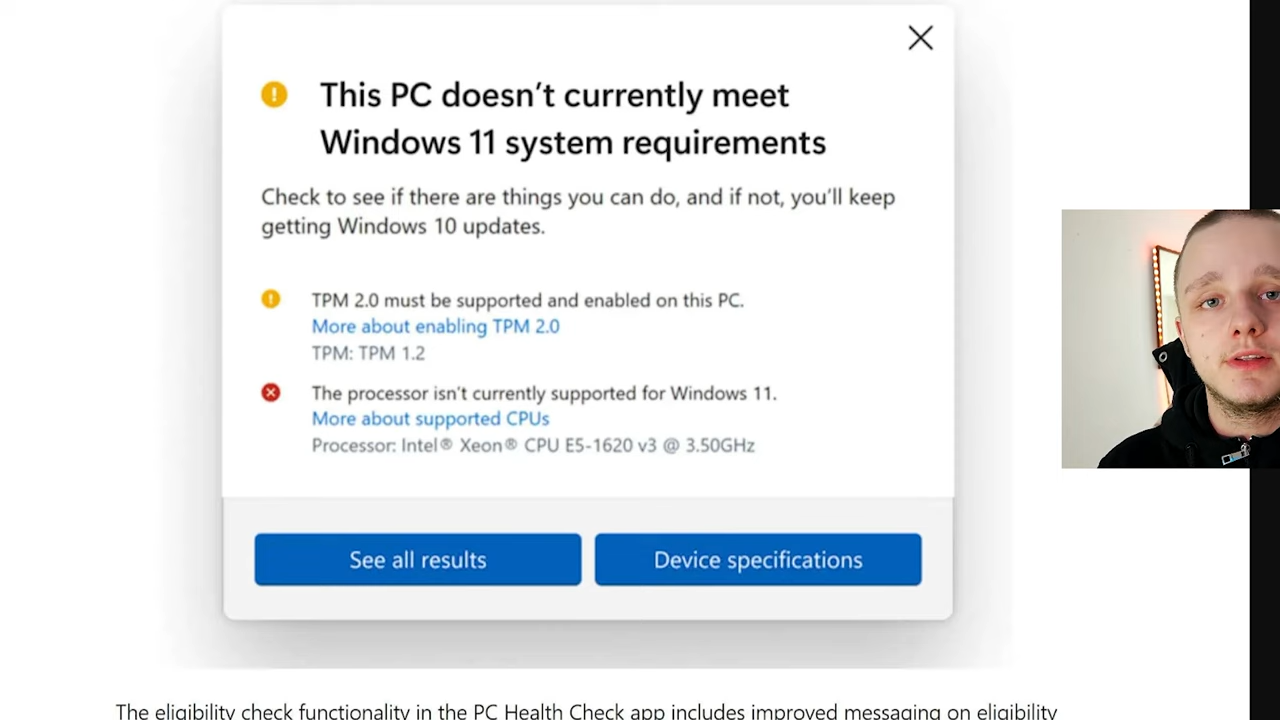 This PC doesn't currently meet
Windows 11 system requirements
Check to see if there are things you can do, and if not, you'll keep
getting Windows 10 updates.
TPM 2.0 must be supported and enabled on this PC.
More about enabling TPM 2.0
TPM: TPM 1.2
The processor isn't currently supported for Windows 11.
More about supported CPUs
Processor: Intel® Xeon® CPU E5-1620 v3 @ 3.50GHz
See all results
Device specifications
The eligibility check functionality in the PC Health Check app includes improved messaging on eligibility